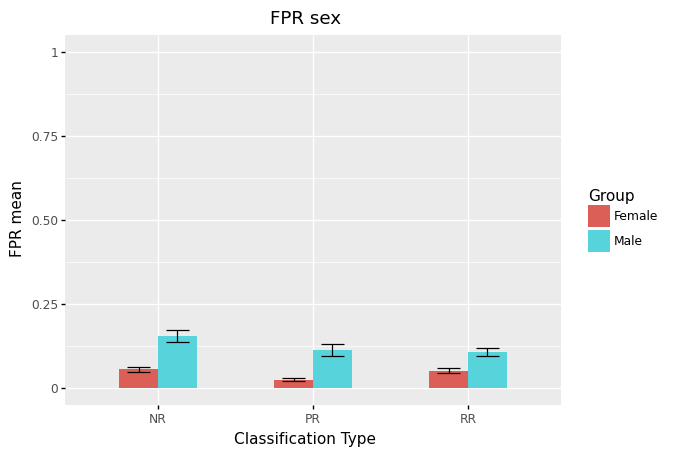 FPR sex
1
0.75
0.50
0.25
0
FPR mean
NR
PR
RR
Classification Type
Group
Female
Male